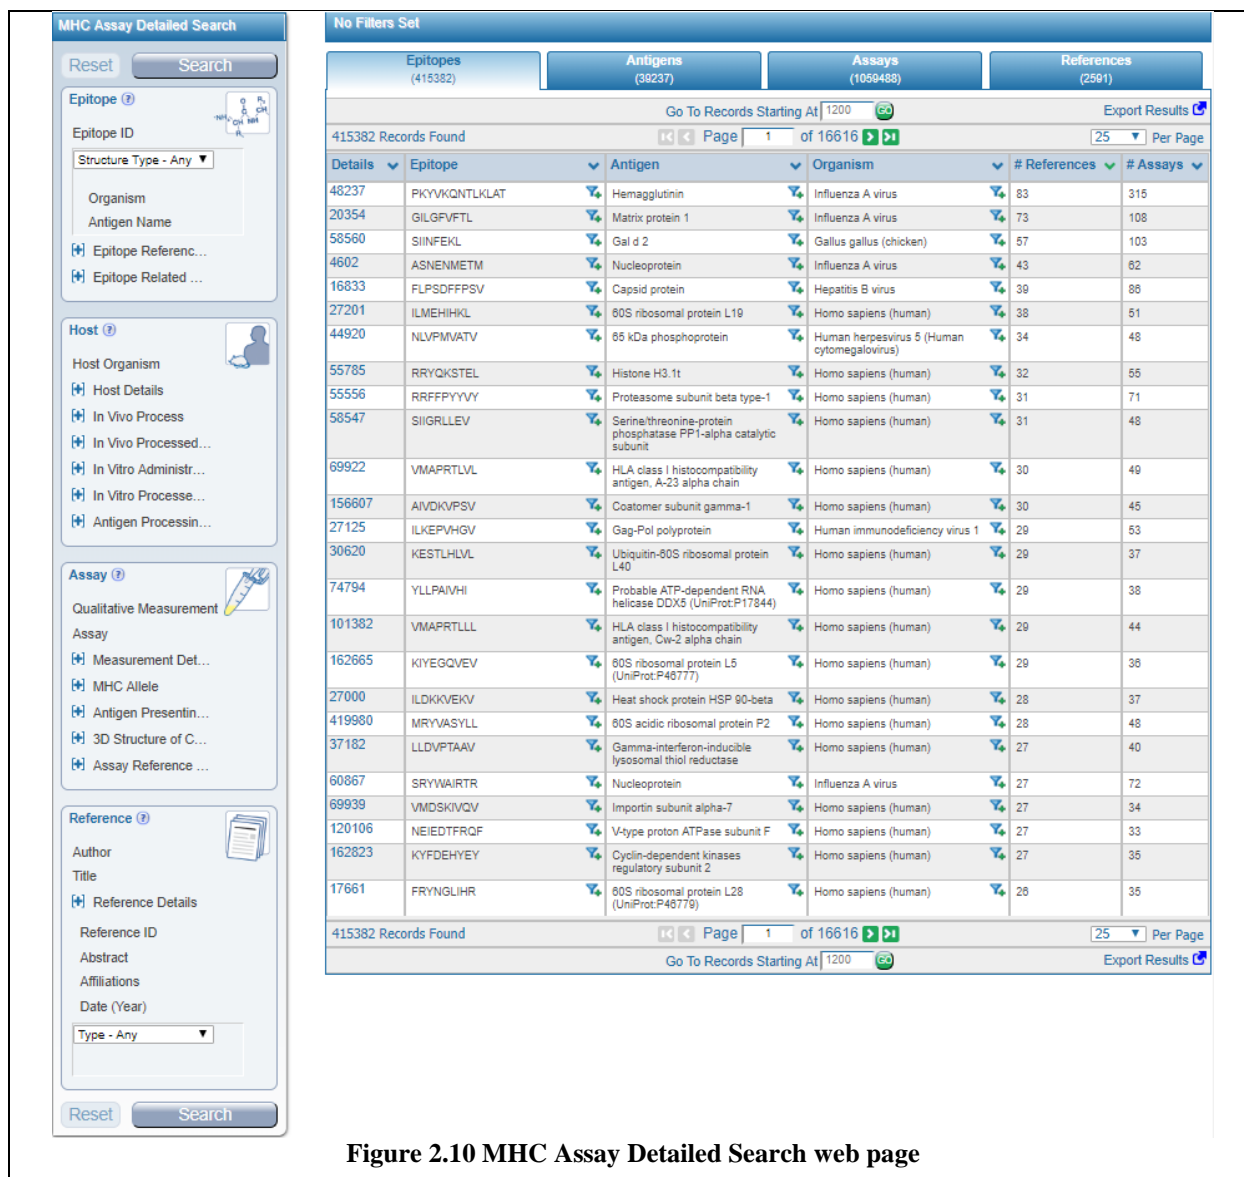 MHC Assay Detailed Search
Reset Search
Epitope ?
Epitope ID
Structure Type - Any
Organism
Antigen Name
Epitope Referenc...
Epitope Related ...
Host ?
Host Organism
Host Details
In Vivo Process
In Vivo Processed...
In Vitro Administr...
In Vitro Processe...
Antigen Processin...
Assay ?
Qualitative Measurement
Assay
Measurement Det...
MHC Allele
Antigen Presentin...
3D Structure of C...
Assay Reference ...
Reference ?
Author
Title
Reference Details
Reference ID
Abstract
Affiliations
Date (Year)
Type - Any
Reset Search
No Filters Set
Epitopes Antigens Assays References
(415382) (39237) (1059488) (2591)
Go To Records Starting At 1200 GO Export Results
415382 Records Found Page 1 of 16616 25 Per Page
Details Epitope Antigen Organism # References # Assays
48237 PKYVKQNTLKLAT Hemagglutinin Influenza A virus 83 315
20354 GILGFVFTL Matrix protein 1 Influenza A virus 73 108
58560 SIINFEKL Gal d 2 Gallus gallus (chicken) 57 103
4602 ASNENMETM Nucleoprotein Influenza A virus 43 62
16833 FLPSDFFPSV Capsid protein Hepatitis B virus 39 86
27201 ILMEHIHKL 60S ribosomal protein L19 Homo sapiens (human) 38 51
44920 NLVPMVATV 65 kDa phosphoprotein Human herpesvirus 5 (Human 34 48
cytomegalovirus)
55785 RRYQKSTEL Histone H3.1t Homo sapiens (human) 32 55
55556 RRFFPYYVY Proteasome subunit beta type-1 Homo sapiens (human) 31 71
58547 SIIGRLLEV Serine/threonine-protein Homo sapiens (human) 31 48
phosphatase PP1-alpha catalytic
subunit
69922 VMAPRTLVL HLA class I histocompatibility Homo sapiens (human) 30 49
antigen, A-23 alpha chain
156607 AIVDKVPSV Coatomer subunit gamma-1 Homo sapiens (human) 30 45
27125 ILKEPVHGV Gag-Pol polyprotein Human immunodeficiency virus 1 29 53
30620 KESTLHLVL Ubiquitin-60S ribosomal protein Homo sapiens (human) 29 37
L40
74794 YLLPAIVHI Probable ATP-dependent RNA Homo sapiens (human) 29 38
helicase DDX5 (UniProt:P17844)
101382 VMAPRTLLL HLA class I histocompatibility Homo sapiens (human) 29 44
antigen, Cw-2 alpha chain
162665 KIYEGQVEV 60S ribosomal protein L5 Homo sapiens (human) 29 36
(UniProt:P46777)
27000 ILDKKVEKV Heat shock protein HSP 90-beta Homo sapiens (human) 28 37
419980 MRYVASYLL 60S acidic ribosomal protein P2 Homo sapiens (human) 28 48
37182 LLDVPTAAV Gamma-interferon-inducible Homo sapiens (human) 27 40
lysosomal thiol reductase
60867 SRYWAIRTR Nucleoprotein Influenza A virus 27 72
69939 VMDSKIVQV Importin subunit alpha-7 Homo sapiens (human) 27 34
120106 NEIEDTFRQF V-type proton ATPase subunit F Homo sapiens (human) 27 33
162823 KYFDEHYEY Cyclin-dependent kinases Homo sapiens (human) 27 35
regulatory subunit 2
17661 FRYNGLIHR 60S ribosomal protein L28 Homo sapiens (human) 26 35
(UniProt:P46779)
415382 Records Found Page 1 of 16616 25 Per Page
Go To Records Starting At 1200 GO Export Results
Figure 2.10 MHC Assay Detailed Search web page